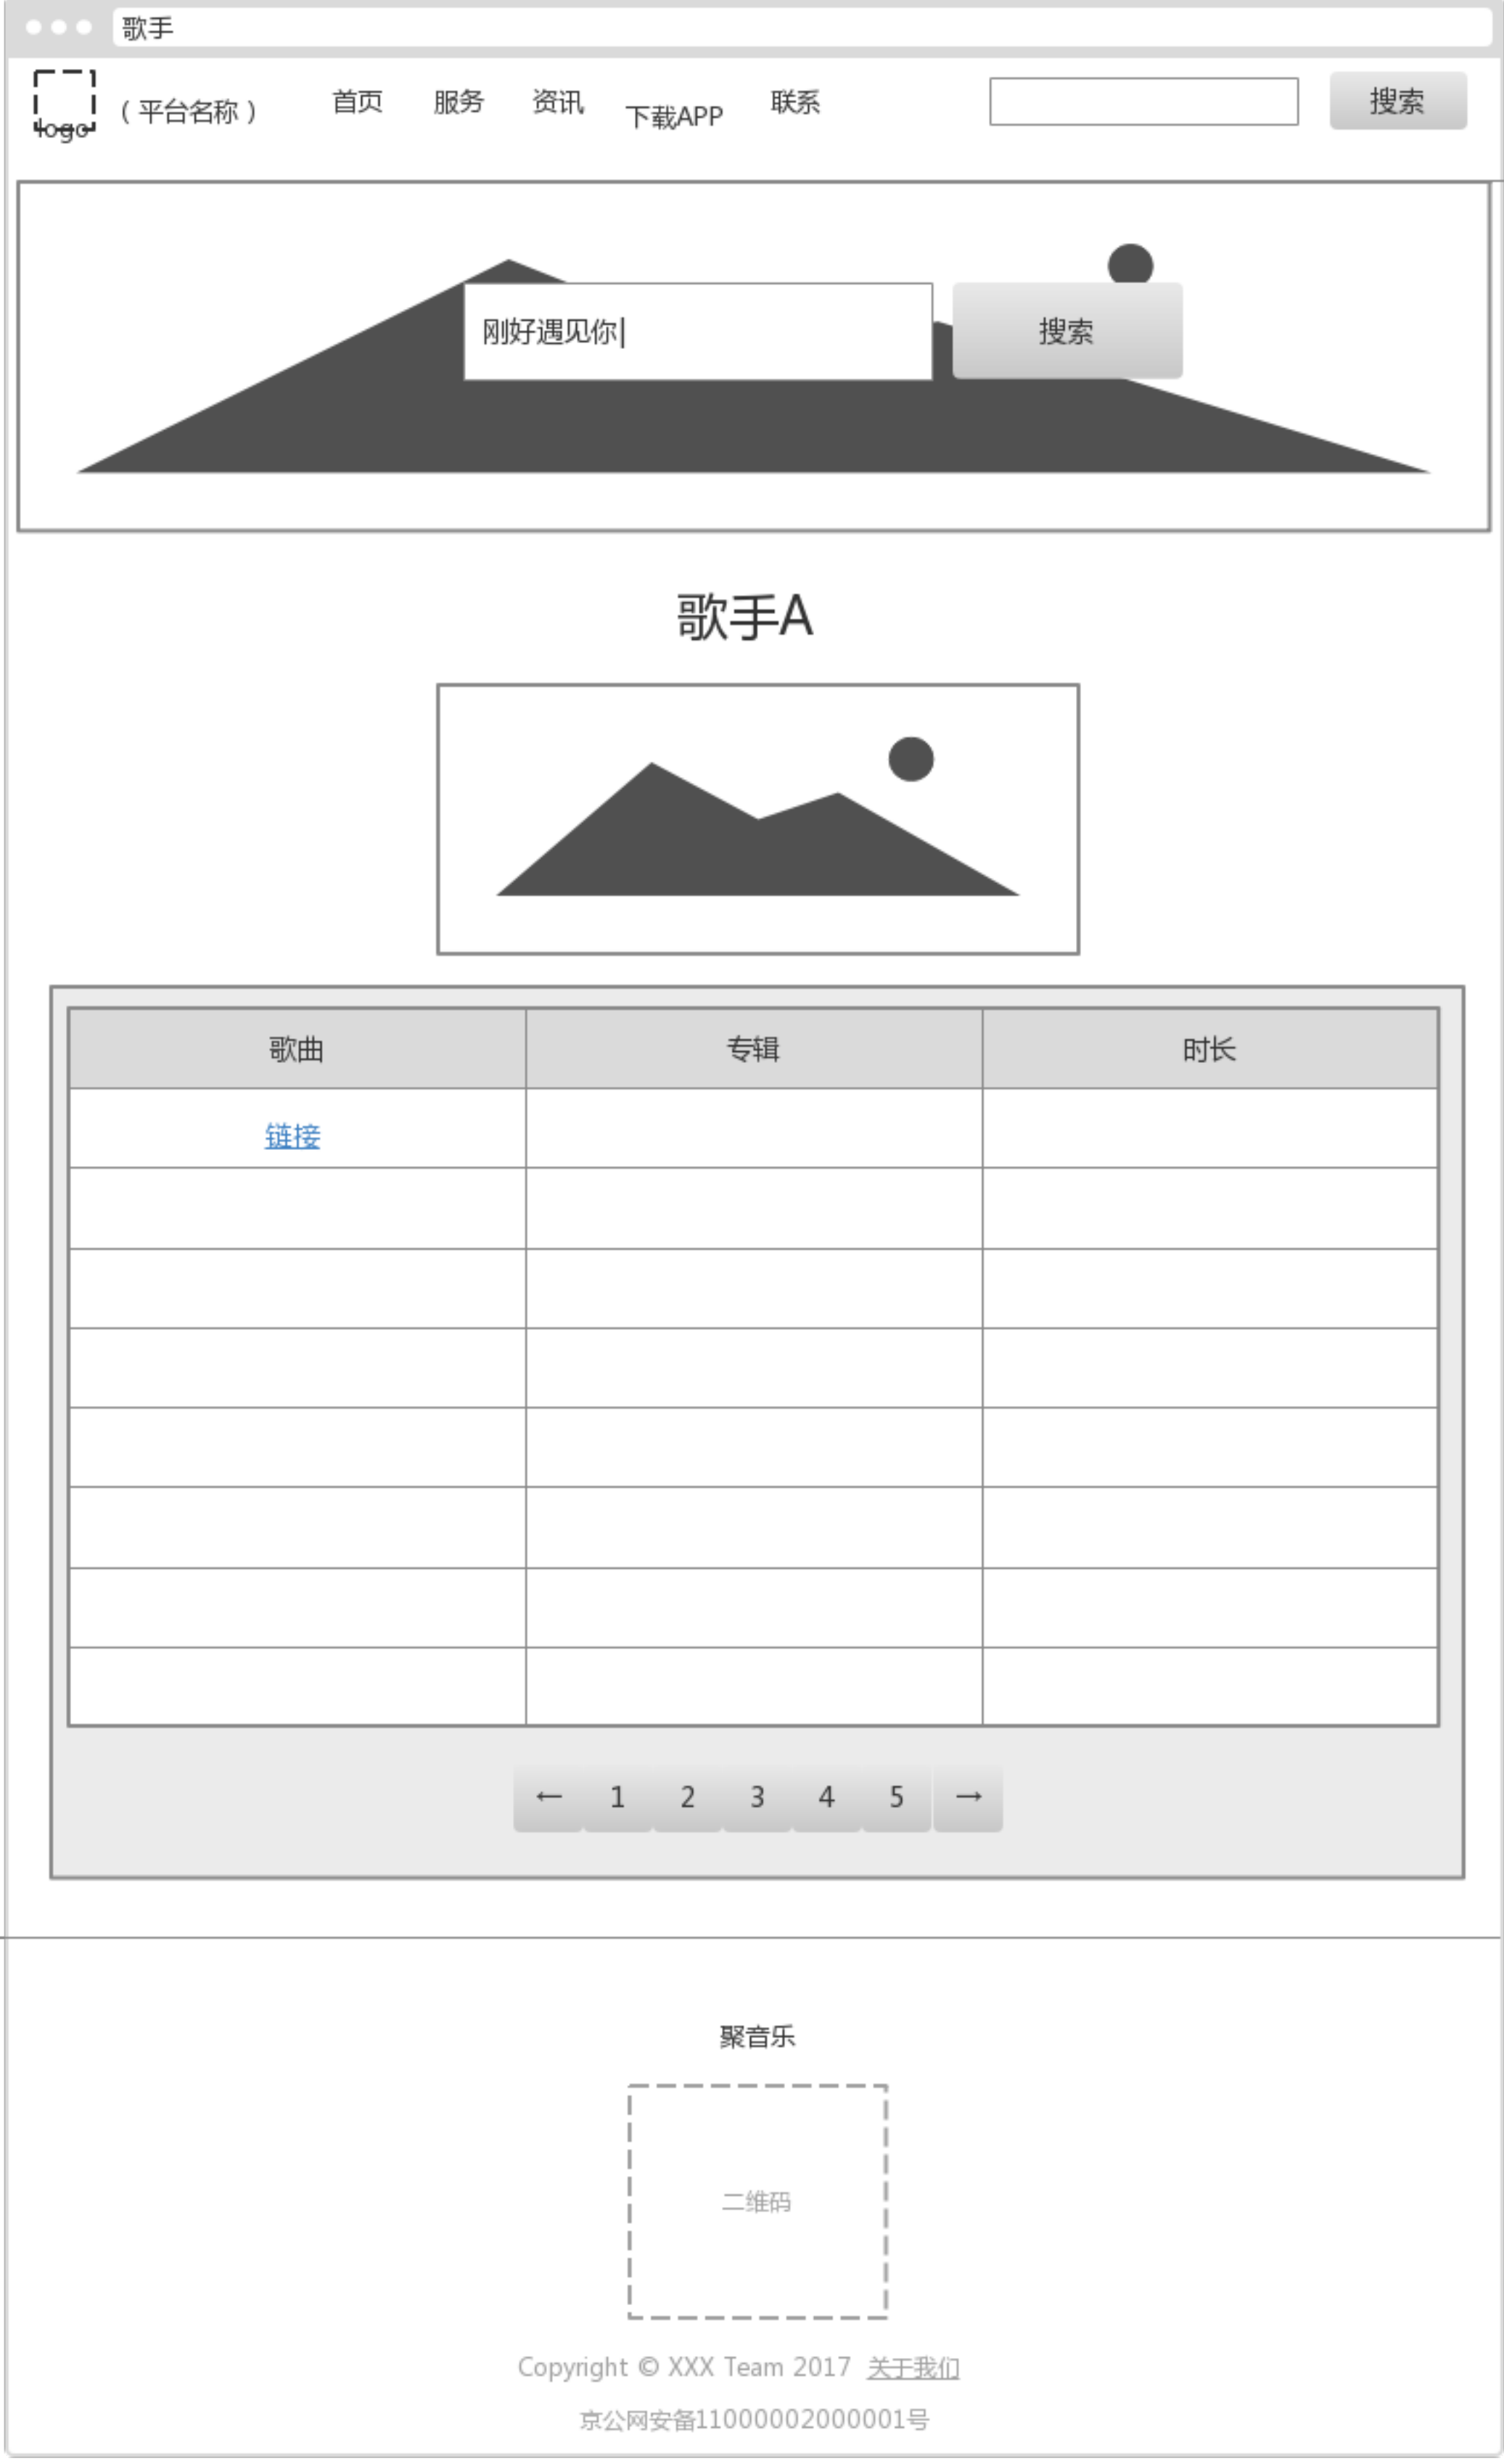 歌手
logo
（平台名称） 首页 服务 资讯 下载APP 联系 搜索
刚好遇见你 搜索
歌手A
歌曲 专辑 时长
链接
← 1 2 3 4 5 →
聚音乐
二维码
Copyright © XXX Team 2017 关于我们
京公网安备11000002000001号